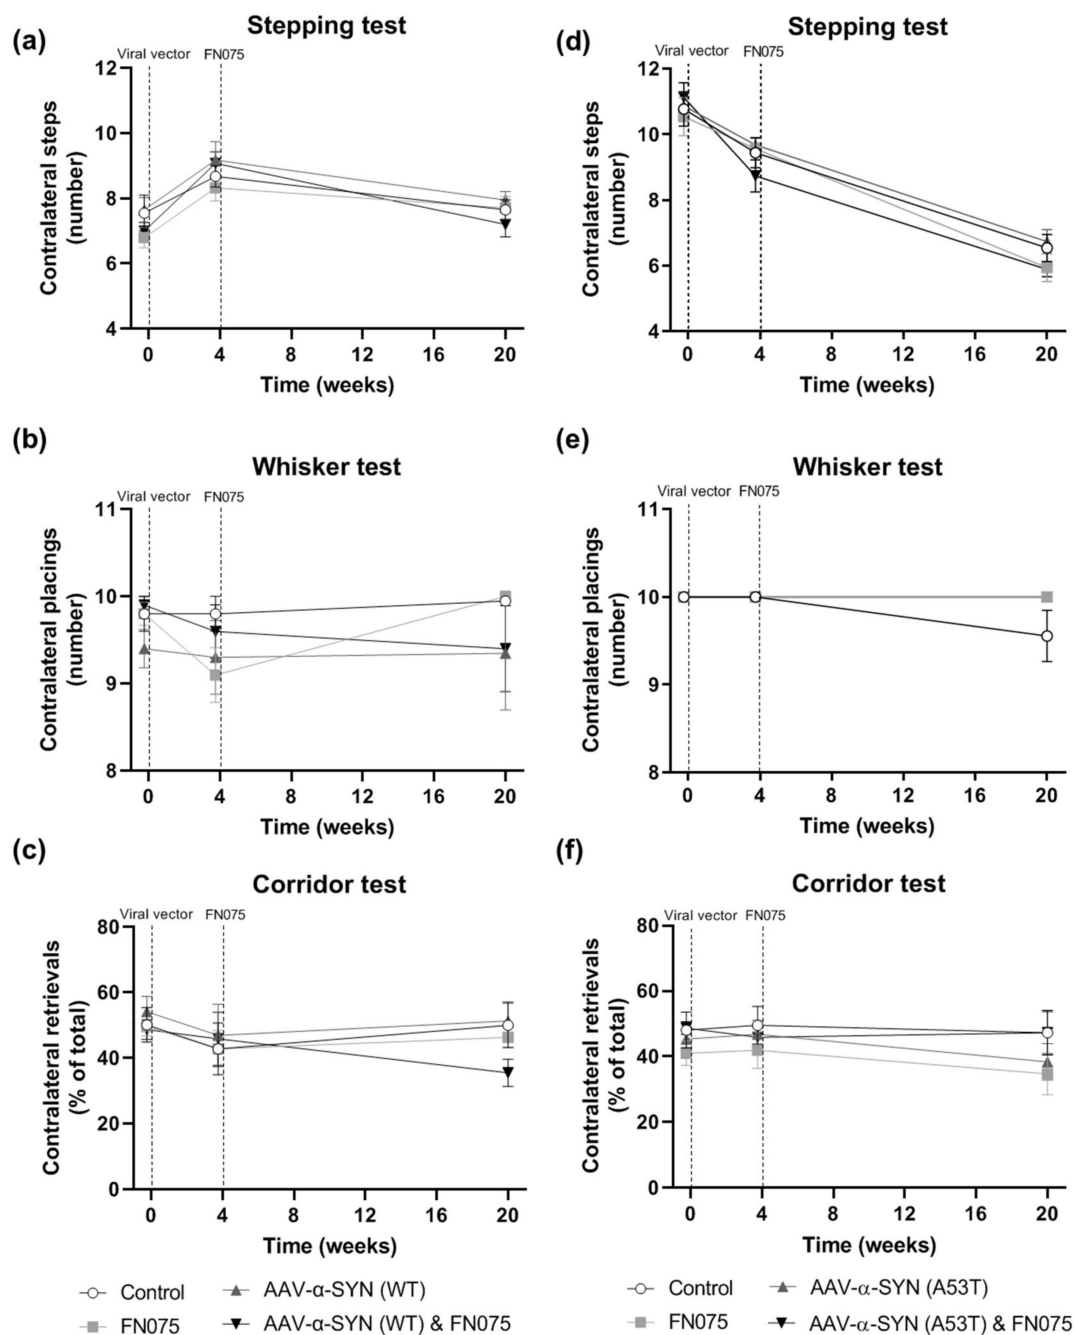 (a)
Stepping test
Viral vector
FN075
12
10
8
6
4
Contralateral steps
(number)
0 4 8 12 16 20
Time (weeks)
(d)
Stepping test
Viral vector
FN075
12
10
8
6
4
Contralateral steps
(number)
0 4 8 12 16 20
Time (weeks)
(b)
Whisker test
Viral vector
FN075
11
10
9
8
Contralateral placings
(number)
0 4 8 12 16 20
Time (weeks)
(e)
Whisker test
Viral vector
FN075
11
10
9
8
Contralateral placings
(number)
0 4 8 12 16 20
Time (weeks)
(c)
Corridor test
Viral vector
FN075
80
60
40
20
0
Contralateral retrievals
(% of total)
0 4 8 12 16 20
Time (weeks)
(f)
Corridor test
Viral vector
FN075
80
60
40
20
0
Contralateral retrievals
(% of total)
0 4 8 12 16 20
Time (weeks)
Control
AAV-α-SYN (WT)
FN075
AAV-α-SYN (WT) & FN075
Control
AAV-α-SYN (A53T)
FN075
AAV-α-SYN (A53T) & FN075